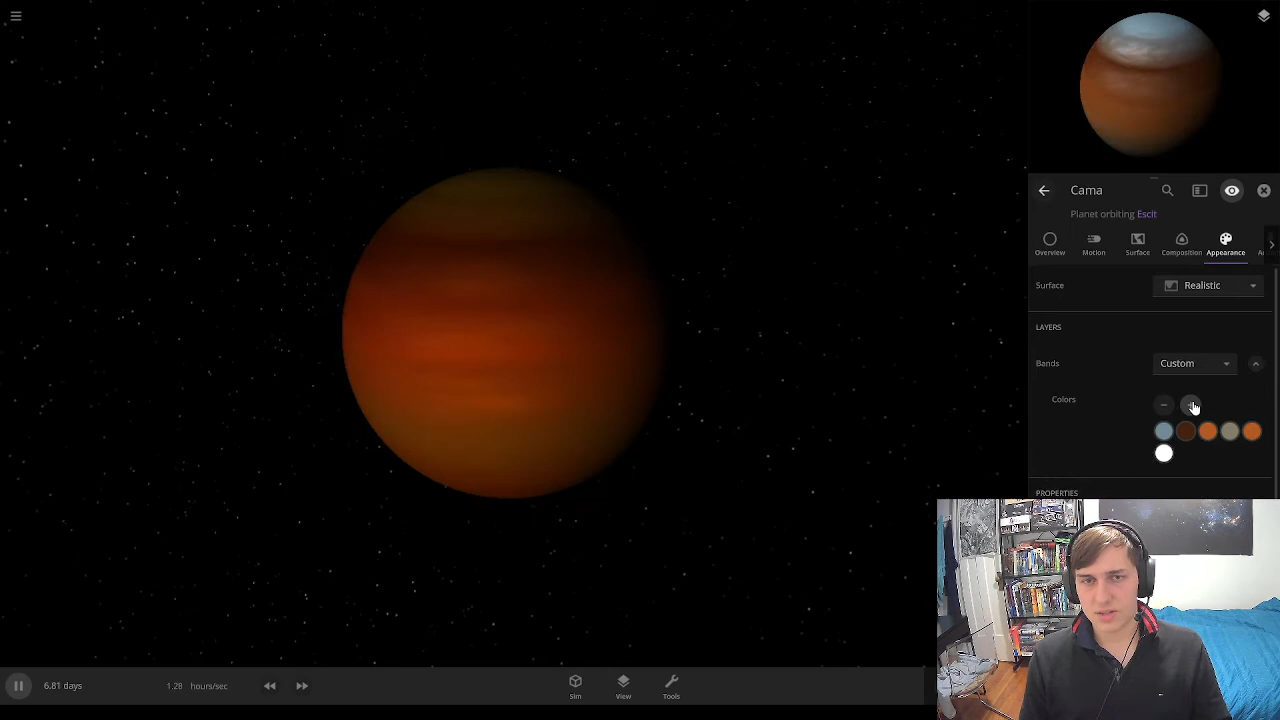 Cama
Planet orbiting Escit
Overview
Motion
Surface
Composition
Appearance
Surface
Realistic
LAYERS
Bands
Custom
Colors
PROPERTIES
6.81 days
1.28 hours/sec
Sim
View
Tools